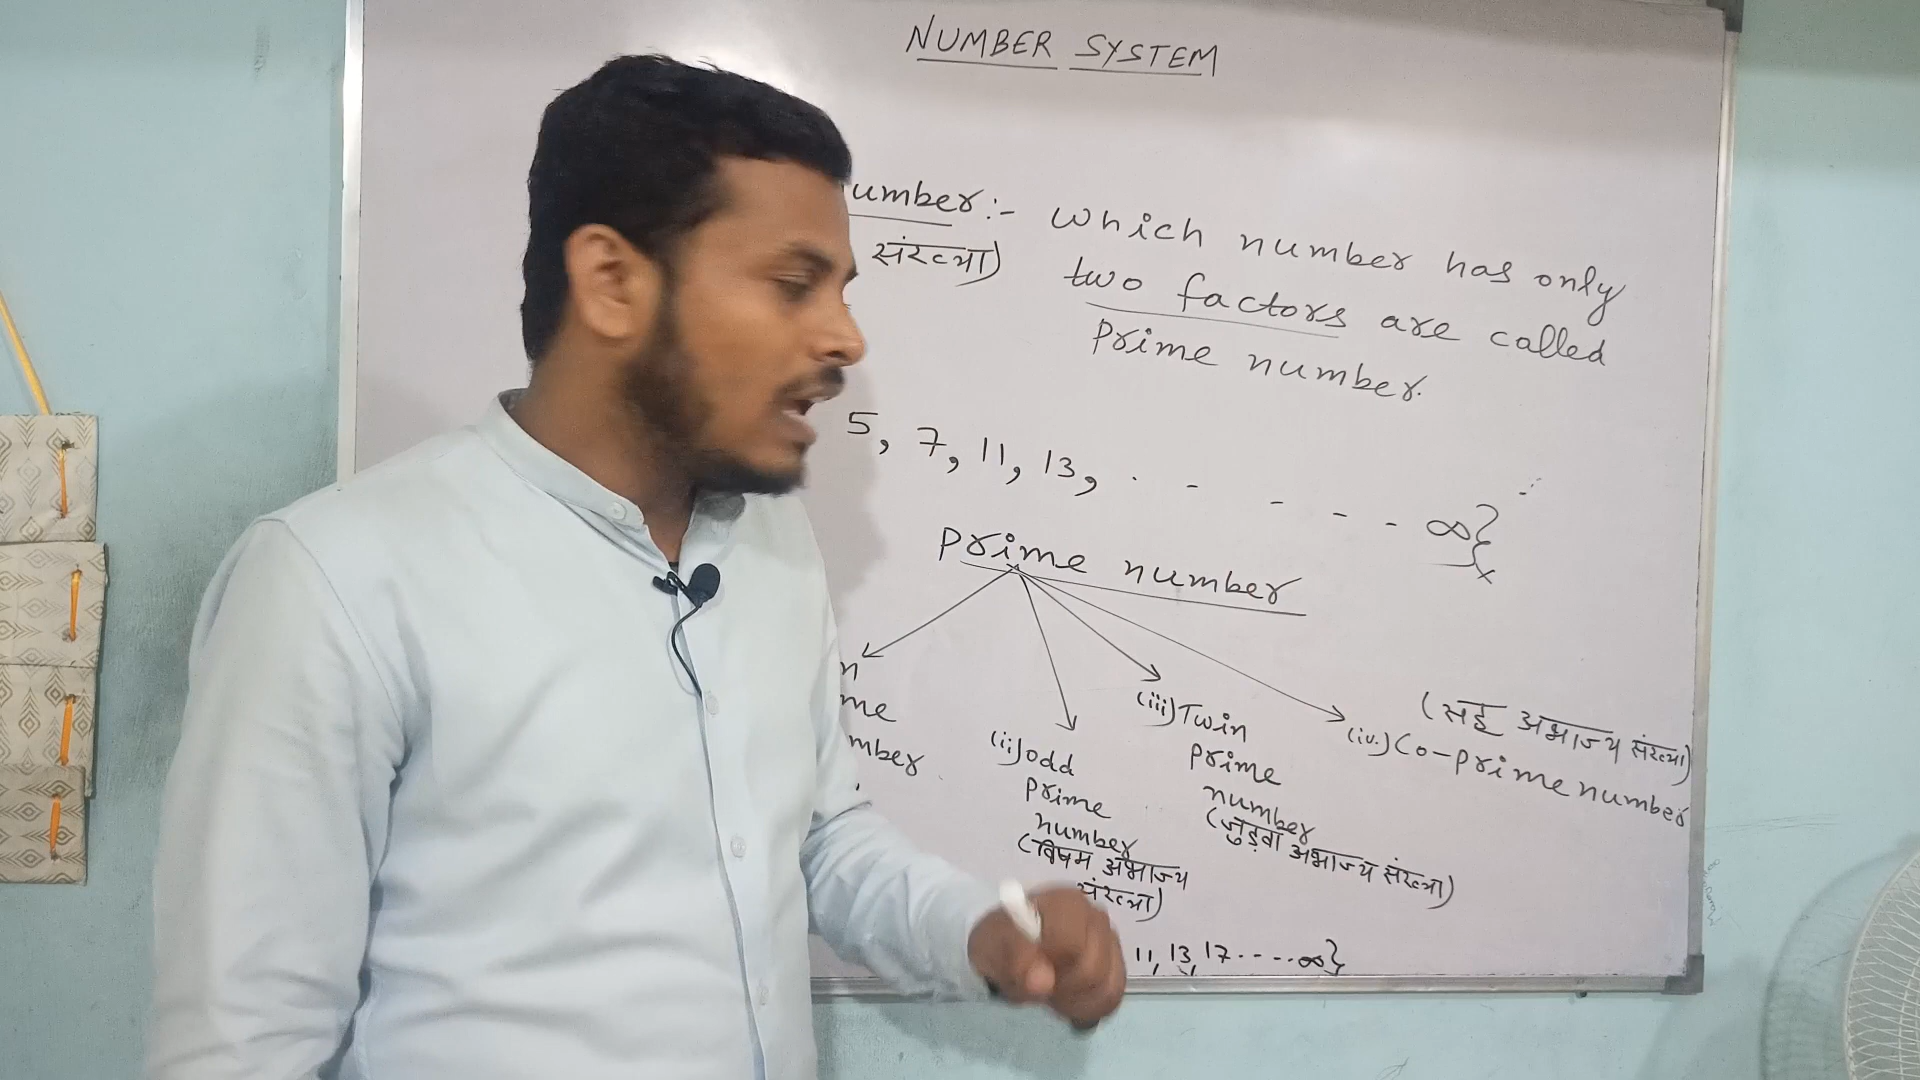 NUMBER SYSTEM
umber:- which number has only
संख्या) two factors are called
prime number.
5, 7, 11, 13, . - - - - ∞}
prime number
n
me
mber
(ii) odd
prime
number
(विषम अभाज्य
संख्या)
(iii) Twin
prime
number
(जुड़वा अभाज्य संख्या)
(सह अभाज्य संख्या)
(iv.) Co-prime number
11, 13, 17 ..... ∞}